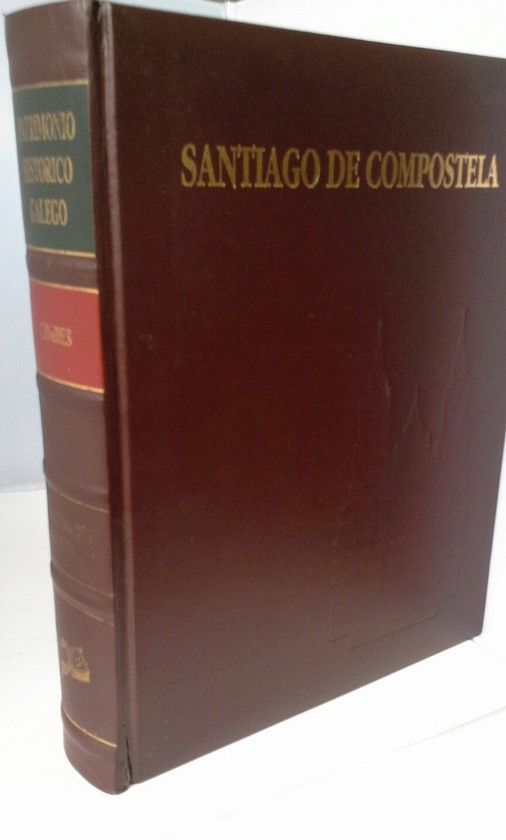 PATRIMONIO
HISTORICO
GALEGO
CIDADES
SANTIAGO DE COMPOSTELA